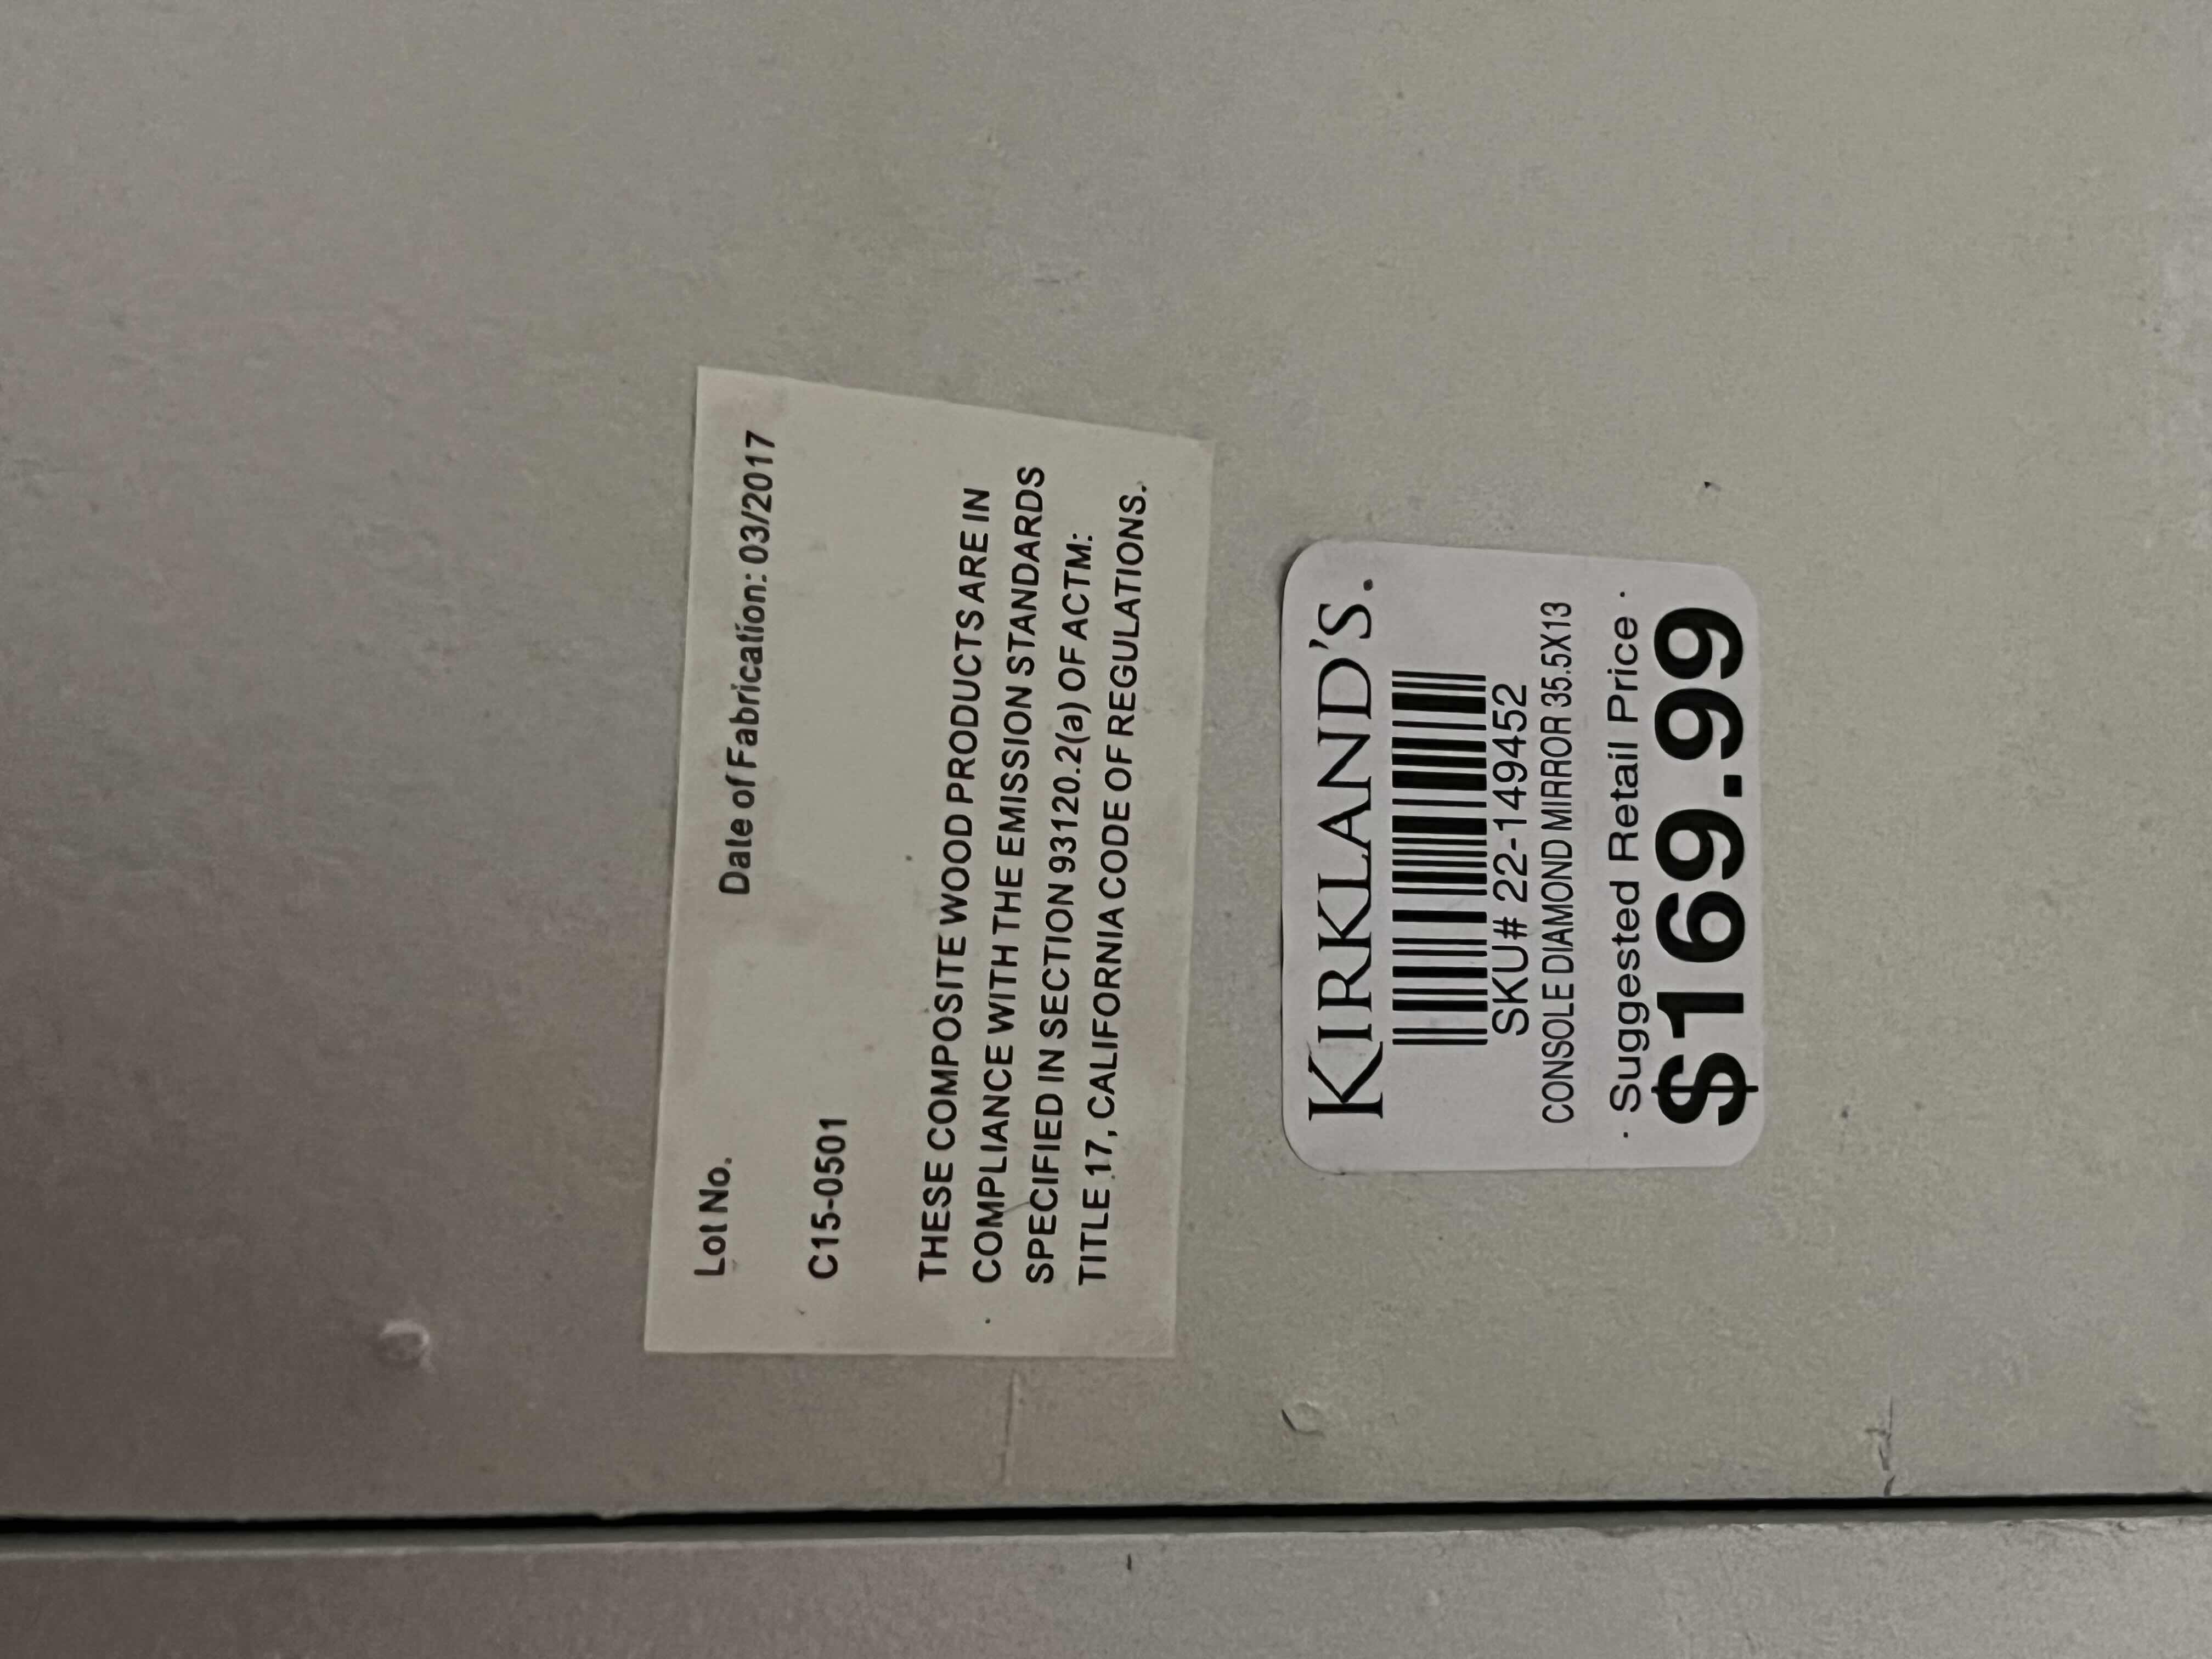 Lot No.
Date of Fabrication: 03/2017
C15-0501
THESE COMPOSITE WOOD PRODUCTS ARE IN
COMPLIANCE WITH THE EMISSION STANDARDS
SPECIFIED IN SECTION 93120.2(a) OF ACTM:
TITLE 17, CALIFORNIA CODE OF REGULATIONS.
KIRKLAND'S.
SKU# 22-149452
CONSOLE DIAMOND MIRROR 35.5X13
· Suggested Retail Price ·
$169.99